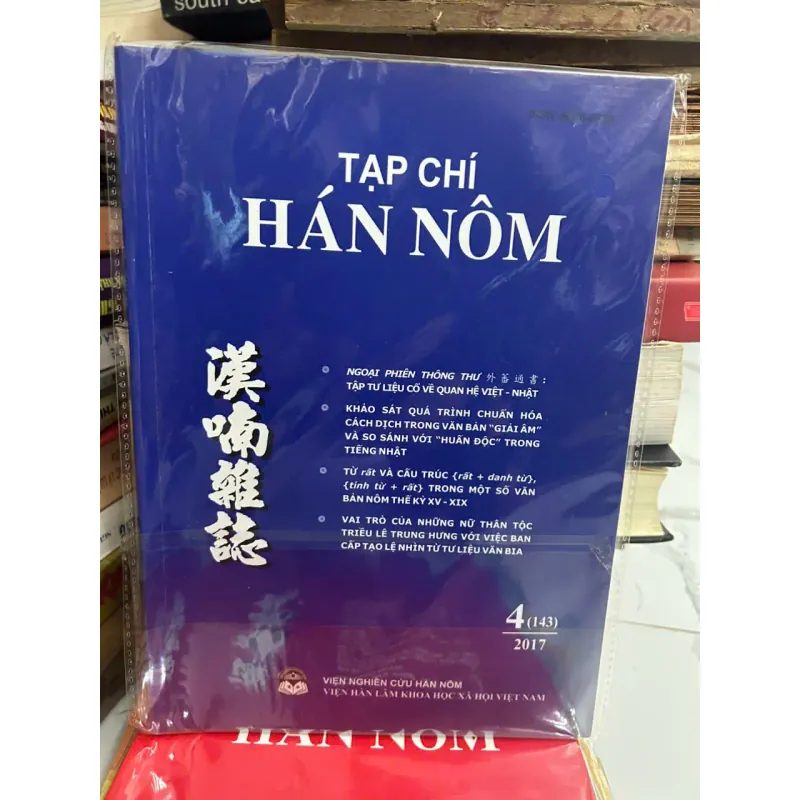 south
TẠP CHÍ
HÁN NÔM
漢喃雜誌
NGOẠI PHIÊN THÔNG THƯ 外蕃通書:
TẬP TƯ LIỆU CỔ VỀ QUAN HỆ VIỆT - NHẬT
KHẢO SÁT QUÁ TRÌNH CHUẨN HÓA
CÁCH DỊCH TRONG VĂN BẢN "GIẢI ÂM"
VÀ SO SÁNH VỚI "HUẤN ĐỘC" TRONG
TIẾNG NHẬT
TỪ rất VÀ CẤU TRÚC {rất + danh từ},
{tính từ + rất} TRONG MỘT SỐ VĂN
BẢN NÔM THẾ KỶ XV - XIX
VAI TRÒ CỦA NHỮNG NỮ THÂN TỘC
TRIỀU LÊ TRUNG HƯNG VỚI VIỆC BAN
CẤP TẠO LỆ NHÌN TỪ TƯ LIỆU VĂN BIA
4 (143)
2017
VIỆN NGHIÊN CỨU HÁN NÔM
VIỆN HÀN LÂM KHOA HỌC XÃ HỘI VIỆT NAM
HÁN NÔM